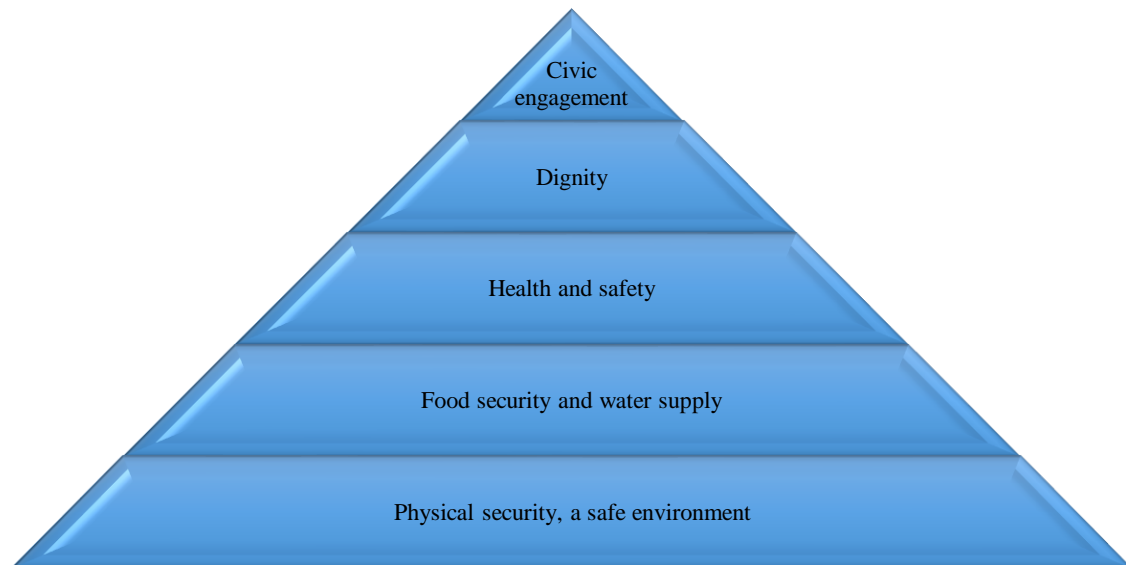 Civic
engagement
Dignity
Health and safety
Food security and water supply
Physical security, a safe environment